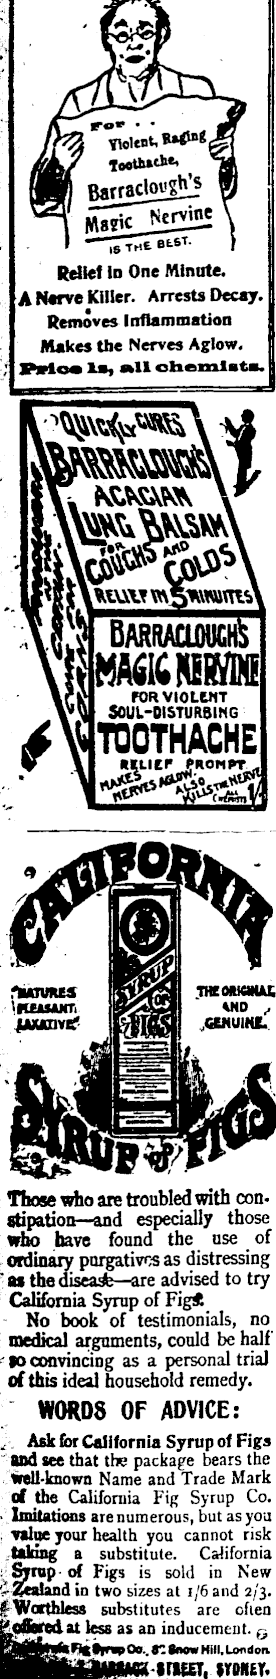 For . .
Violent, Raging
Toothache,
Barraclough's
Magic Nervine
IS THE BEST.
Relief in One Minute.
A Nerve Killer. Arrests Decay.
Removes Inflammation
Makes the Nerves Aglow.
Price 1s, all chemists.
QUICKLY CURES
BARRACLOUGH'S
ACACIAN
LUNG BALSAM
FOR
COUGHS AND
COLDS
RELIEF IN 5 MINUITES
CORNS
BARRACLOUGH'S
MAGIC NERVINE
FOR VIOLENT
SOUL-DISTURBING
TOOTHACHE
RELIEF PROMPT
MAKES
NERVES AGLOW.
ALSO
KILLS THE NERVE
ALL
CHEMISTS 1/-
CALIFORNIA
SYRUP
OF
FIGS
"NATURES
PLEASANT
LAXATIVE"
THE ORIGINAL
AND
GENUINE.
SYRUP OF FIGS
Those who are troubled with con-
stipation—and especially those
who have found the use of
ordinary purgatives as distressing
as the disease—are advised to try
California Syrup of Figs.
No book of testimonials, no
medical arguments, could be half
so convincing as a personal trial
of this ideal household remedy.
WORDS OF ADVICE:
Ask for California Syrup of Figs
and see that the package bears the
well-known Name and Trade Mark
of the California Fig Syrup Co.
Imitations are numerous, but as you
value your health you cannot risk
taking a substitute. California
Syrup of Figs is sold in New
Zealand in two sizes at 1/6 and 2/3.
Worthless substitutes are often
offered at less as an inducement.
Fig Syrup Co., Snow Hill, London.
BARRACK-STREET, SYDNEY.